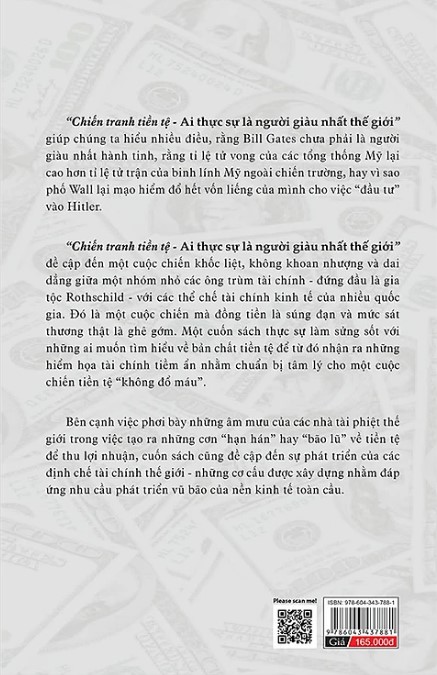 “Chiến tranh tiền tệ - Ai thực sự là người giàu nhất thế giới”
giúp chúng ta hiểu nhiều điều, rằng Bill Gates chưa phải là người
giàu nhất hành tinh, rằng tỉ lệ tử vong của các tổng thống Mỹ lại
cao hơn tỉ lệ tử trận của binh lính Mỹ ngoài chiến trường, hay vì sao
phố Wall lại mạo hiểm đổ hết vốn liếng của mình cho việc “đầu tư”
vào Hitler.
“Chiến tranh tiền tệ - Ai thực sự là người giàu nhất thế giới”
đề cập đến một cuộc chiến khốc liệt, không khoan nhượng và dai
dẳng giữa một nhóm nhỏ các ông trùm tài chính - đứng đầu là gia
tộc Rothschild - với các thể chế tài chính kinh tế của nhiều quốc
gia. Đó là một cuộc chiến mà đồng tiền là súng đạn và mức sát
thương thật là ghê gớm. Một cuốn sách thực sự làm sửng sốt với
những ai muốn tìm hiểu về bản chất tiền tệ để từ đó nhận ra những
hiểm họa tài chính tiềm ẩn nhằm chuẩn bị tâm lý cho một cuộc
chiến tiền tệ “không đổ máu”.
Bên cạnh việc phơi bày những âm mưu của các nhà tài phiệt thế
giới trong việc tạo ra những cơn “hạn hán” hay “bão lũ” về tiền tệ
để thu lợi nhuận, cuốn sách cũng đề cập đến sự phát triển của các
định chế tài chính thế giới - những cơ cấu được xây dựng nhằm đáp
ứng nhu cầu phát triển vũ bão của nền kinh tế toàn cầu.
Please scan me!
ISBN: 978-604-343-788-1
9 786043 437881
Giá 165.000đ